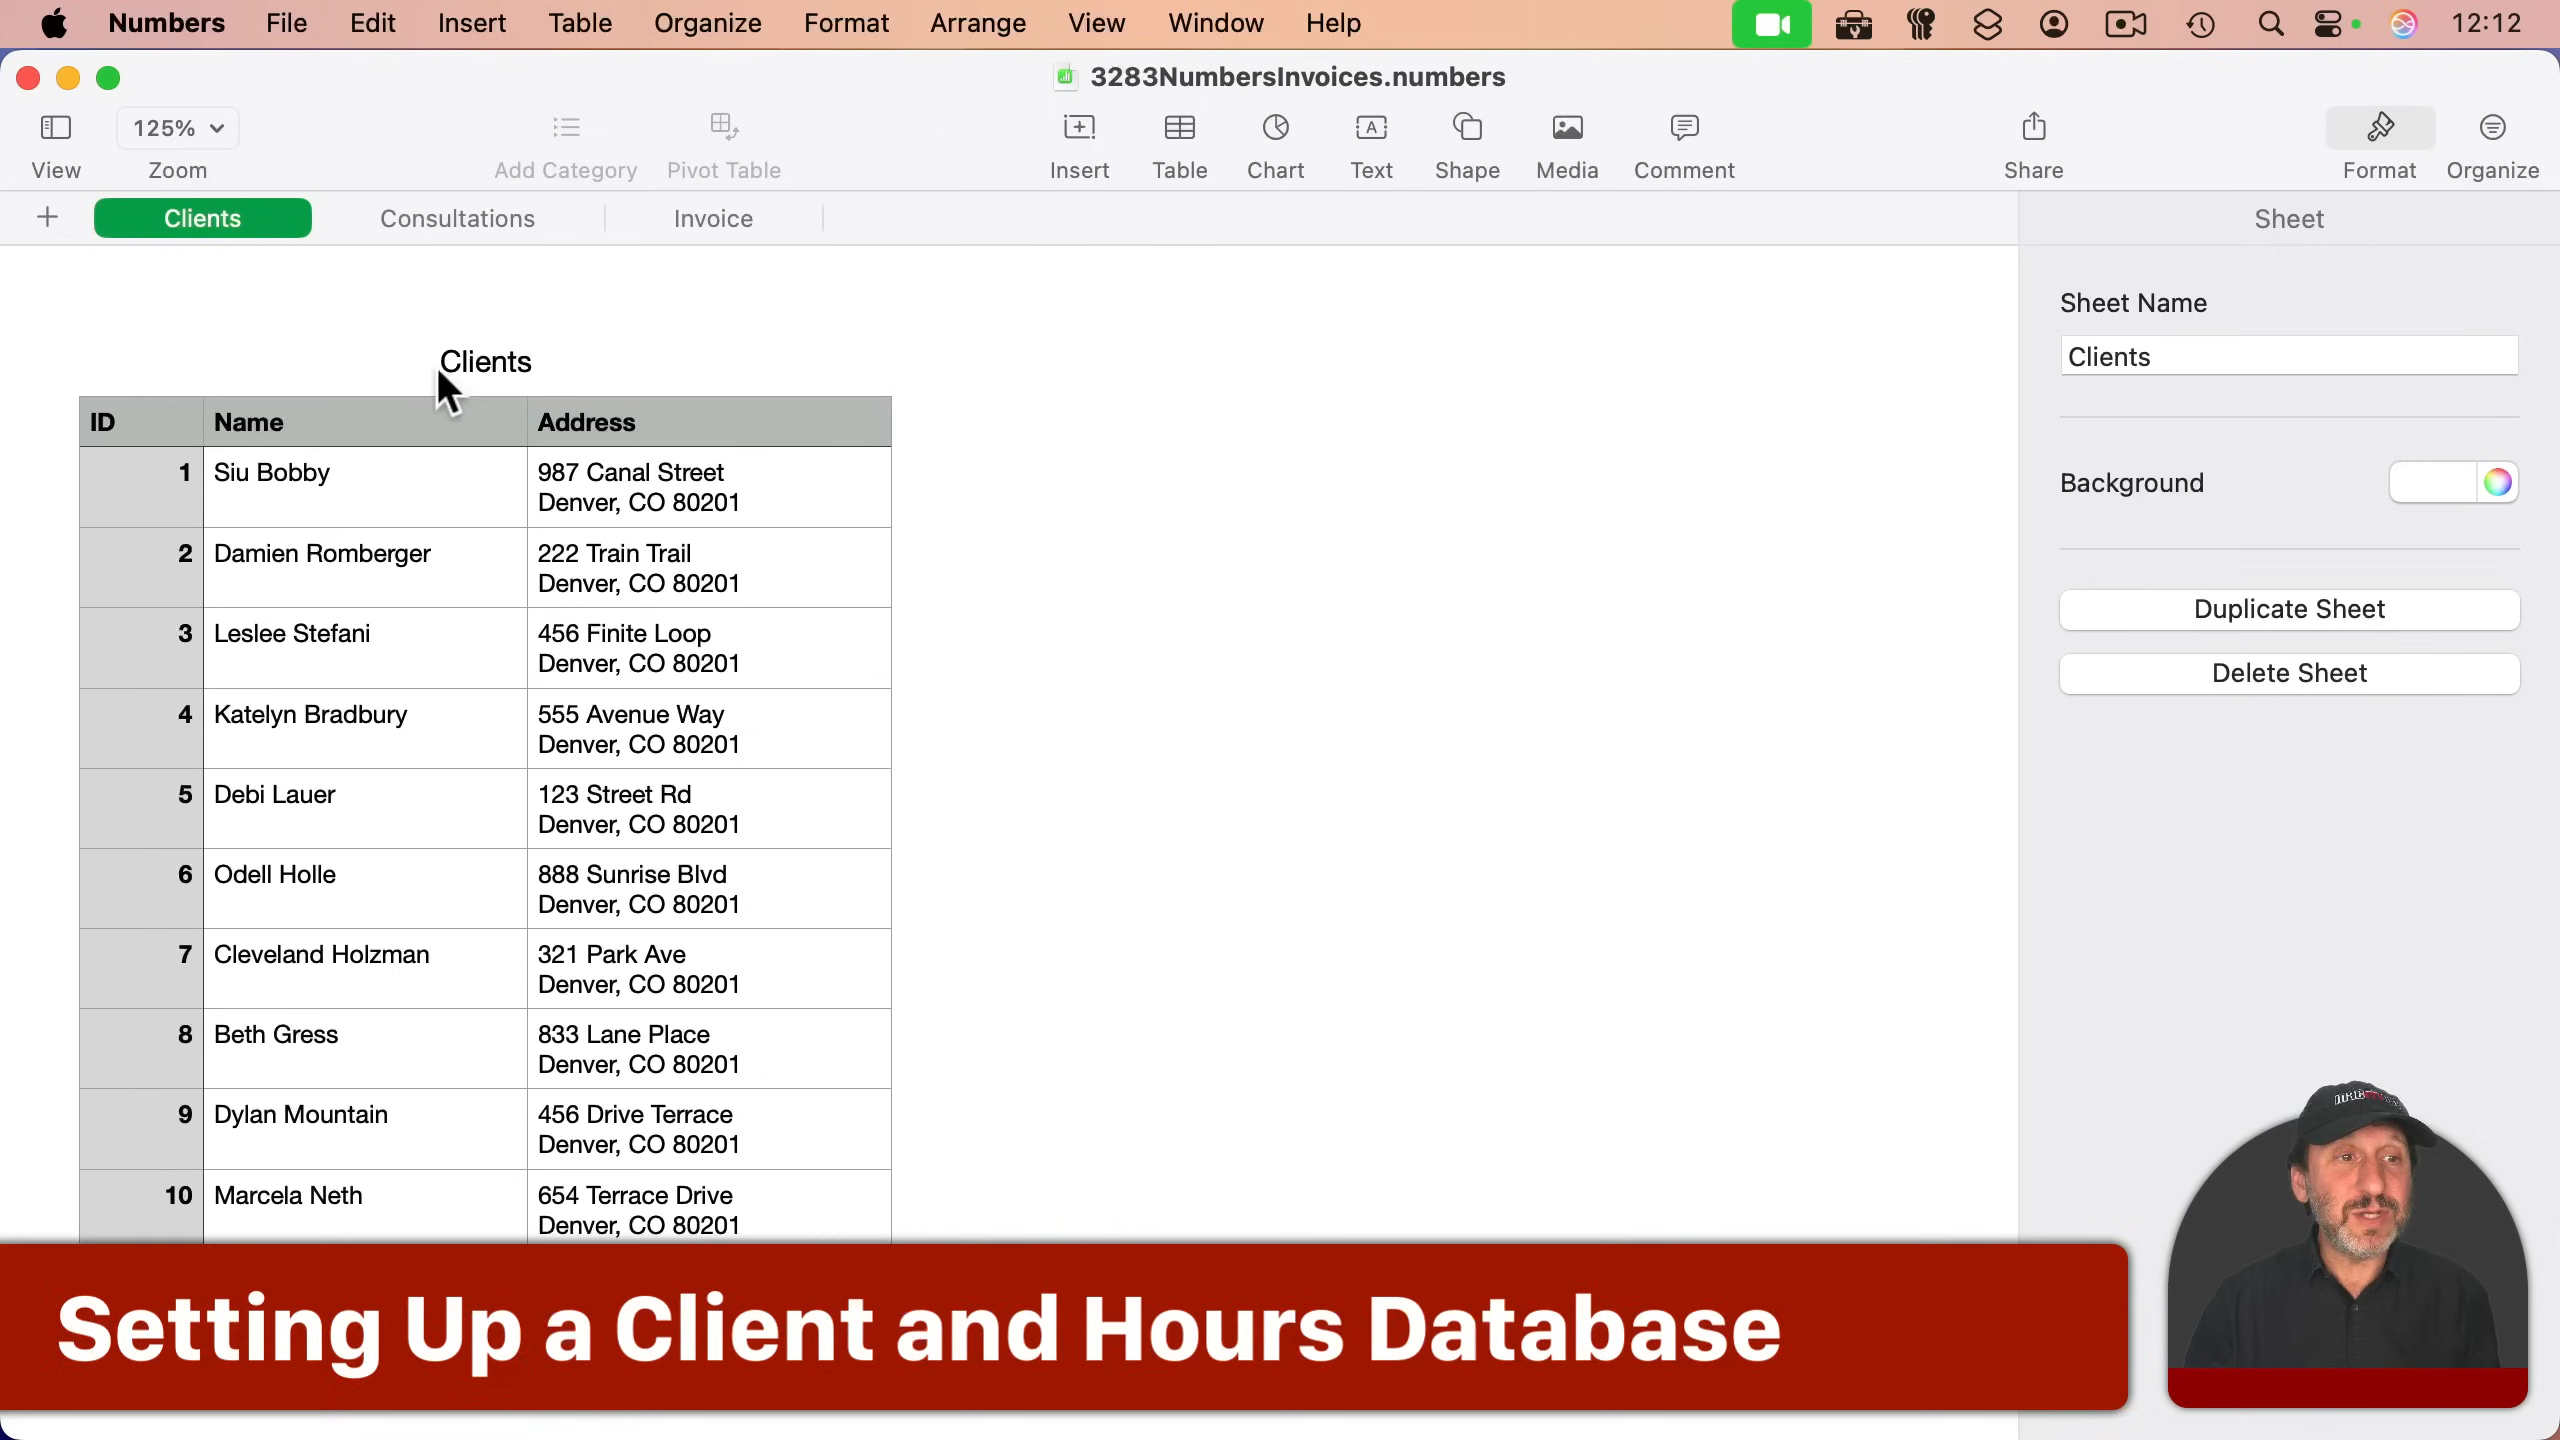 Numbers File Edit Insert Table Organize Format Arrange View Window Help 12:12
3283NumbersInvoices.numbers
125%
View Zoom Add Category Pivot Table Insert Table Chart Text Shape Media Comment Share Format Organize
Clients Consultations Invoice Sheet
Sheet Name
Clients
Background
Duplicate Sheet
Delete Sheet
Clients
ID Name Address
1 Siu Bobby 987 Canal Street
Denver, CO 80201
2 Damien Romberger 222 Train Trail
Denver, CO 80201
3 Leslee Stefani 456 Finite Loop
Denver, CO 80201
4 Katelyn Bradbury 555 Avenue Way
Denver, CO 80201
5 Debi Lauer 123 Street Rd
Denver, CO 80201
6 Odell Holle 888 Sunrise Blvd
Denver, CO 80201
7 Cleveland Holzman 321 Park Ave
Denver, CO 80201
8 Beth Gress 833 Lane Place
Denver, CO 80201
9 Dylan Mountain 456 Drive Terrace
Denver, CO 80201
10 Marcela Neth 654 Terrace Drive
Denver, CO 80201
Setting Up a Client and Hours Database